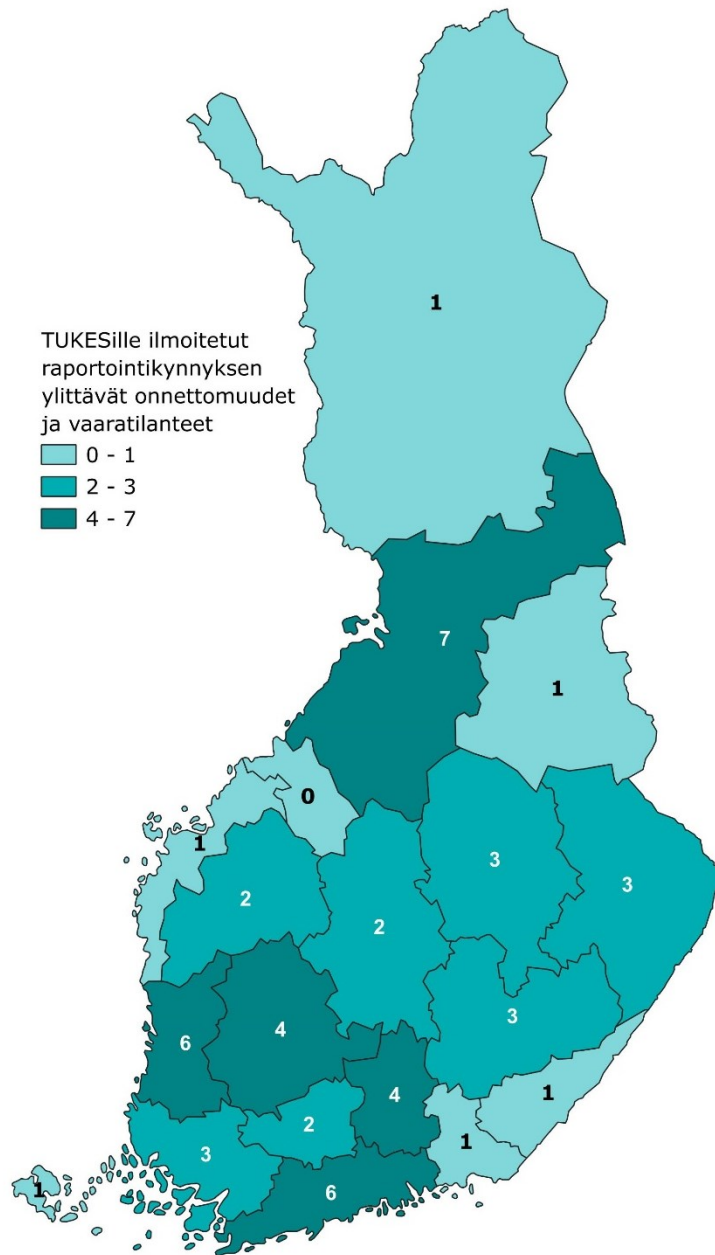 1
TUKESille ilmoitetut
raportointikynnyksen
ylittävät onnettomuudet
ja vaaratilanteet
0 - 1
2 - 3
4 - 7
7
1
0
1
3
3
2
2
3
6
4
1
4
1
2
3
1
6